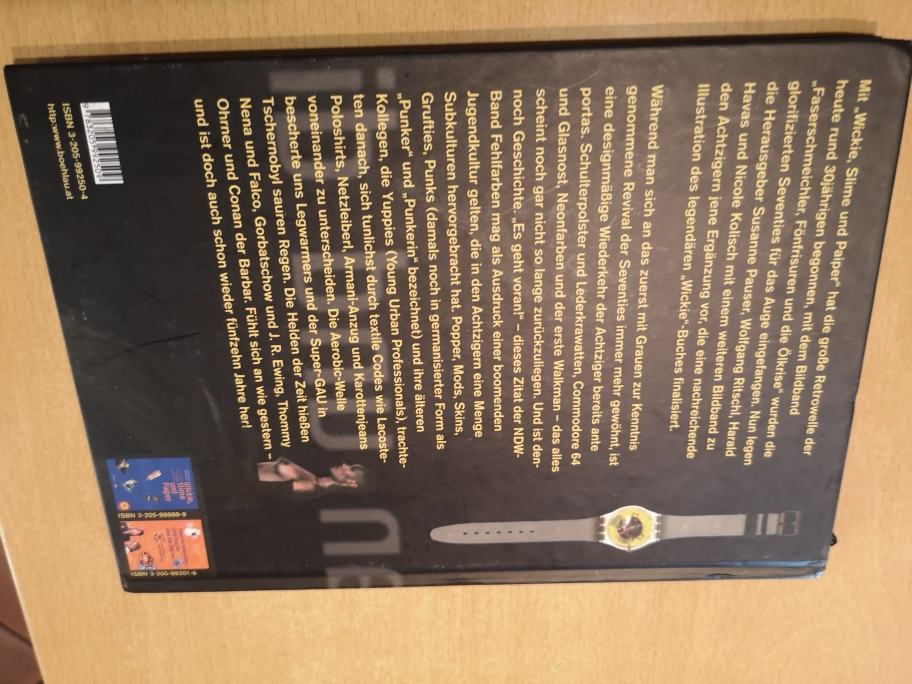 Mit „Wickie, Slime und Paiper“ hat die große Retrowelle der
heute rund 30jährigen begonnen, mit dem Bildband
„Faserschmeichler, Fönfrisuren und die Ölkrise“ wurden die
glorifizierten Seventies für das Auge eingefangen. Nun legen
die Herausgeber Susanne Pauser, Wolfgang Ritschl, Harald
Havas und Nicole Kolisch mit einem weiteren Bildband zu
den Achtzigern jene Ergänzung vor, die eine nachreichende
Illustration des legendären „Wickie“-Buches finalisiert.
Während man sich an das zuerst mit Grauen zur Kenntnis
genommene Revival der Seventies immer mehr gewöhnt, ist
eine designmäßige Wiederkehr der Achtziger bereits ante
portas. Schulterpolster und Lederkrawatten, Commodore 64
und Glasnost, Neonfarben und der erste Walkman – das alles
scheint noch gar nicht so lange zurückzuliegen. Und ist den-
noch Geschichte. „Es geht voran!“ – dieses Zitat der NDW-
Band Fehlfarben mag als Ausdruck einer boomenden
Jugendkultur gelten, die in den Achtzigern eine Menge
Subkulturen hervorgebracht hat. Popper, Mods, Skins,
Grufties, Punks (damals noch in germanisierter Form als
„Punker“ und „Punkerin“ bezeichnet) und ihre älteren
Kollegen, die Yuppies (Young Urban Professionals), trachte-
ten danach, sich tunlichst durch textile Codes wie Lacoste-
Poloshirts, Netzleiberl, Armani-Anzug und Karottenjeans
voneinander zu unterscheiden. Die Aerobic-Welle
bescherte uns Legwarmers und der Super-GAU in
Tschernobyl sauren Regen. Die Helden der Zeit hießen
Nena und Falco, Gorbatschow und J. R. Ewing, Thommy
Ohrner und Conan der Barbar. Fühlt sich an wie gestern –
und ist doch auch schon wieder fünfzehn Jahre her!
9783205992509
ISBN 3-205-99250-4
http:www.boehlau.at
Wickie,
Slime
und
Paiper
ISBN 3-205-98989-9
ISBN 3-205-99201-6